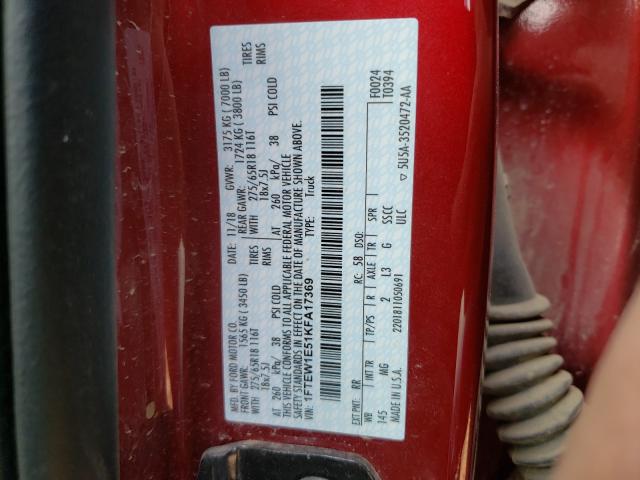 MFD. BY FORD MOTOR CO.
11/18 GVWR: 3175 KG ( 7000 LB)
FRONT GAWR: 1565 KG ( 3450 LB) REAR GAWR: 1724 KG ( 3800 LB)
WITH 275/65R18 116T TIRES WITH 275/65R18 116T TIRES
18x7.5J RIMS 18x7.5J RIMS
AT 260 kPa/ 38 PSI COLD AT 260 kPa/ 38 PSI COLD
THIS VEHICLE CONFORMS TO ALL APPLICABLE FEDERAL MOTOR VEHICLE
SAFETY STANDARDS IN EFFECT ON THE DATE OF MANUFACTURE SHOWN ABOVE.
VIN: 1FTEW1E51KFA17369 Truck
F0024
T0394
EXT PNT: RR RC: 5B DSO:
WB INT TR TP/PS R AXLE TR SPR
145 MG 2 L3 G SSCC
ULC
MADE IN U.S.A. 2201811050691
▽ 5U5A-3520472-AA